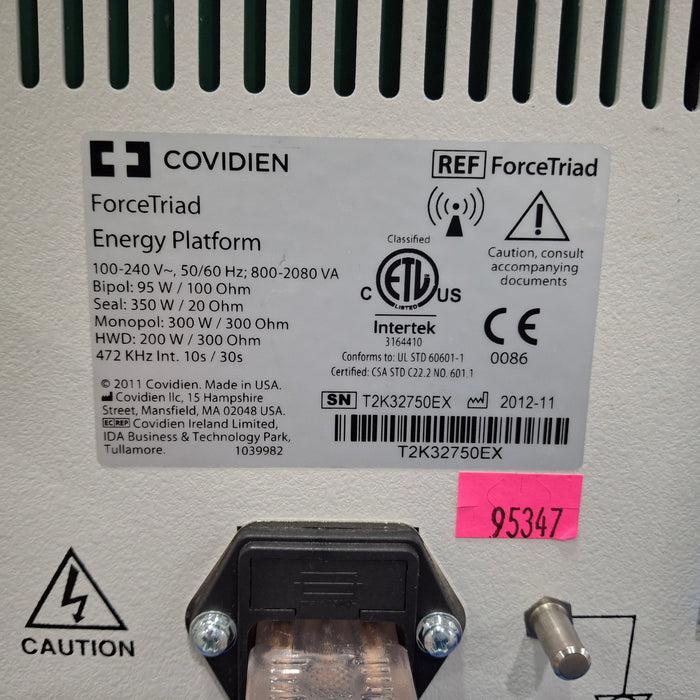 COVIDIEN
REF ForceTriad
ForceTriad
Energy Platform
100-240 V~, 50/60 Hz; 800-2080 VA
Bipol: 95 W / 100 Ohm
Seal: 350 W / 20 Ohm
Monopol: 300 W / 300 Ohm
HWD: 200 W / 300 Ohm
472 KHz Int. 10s / 30s
Caution, consult
accompanying
documents
Classified
C ETL US
LISTED
Intertek
3164410
Conforms to: UL STD 60601-1
Certified: CSA STD C22.2 NO. 601.1
CE
0086
© 2011 Covidien. Made in USA.
Covidien llc, 15 Hampshire
Street, Mansfield, MA 02048 USA.
EC REP Covidien Ireland Limited,
IDA Business & Technology Park,
Tullamore. 1039982
SN T2K32750EX 2012-11
T2K32750EX
95347
CAUTION